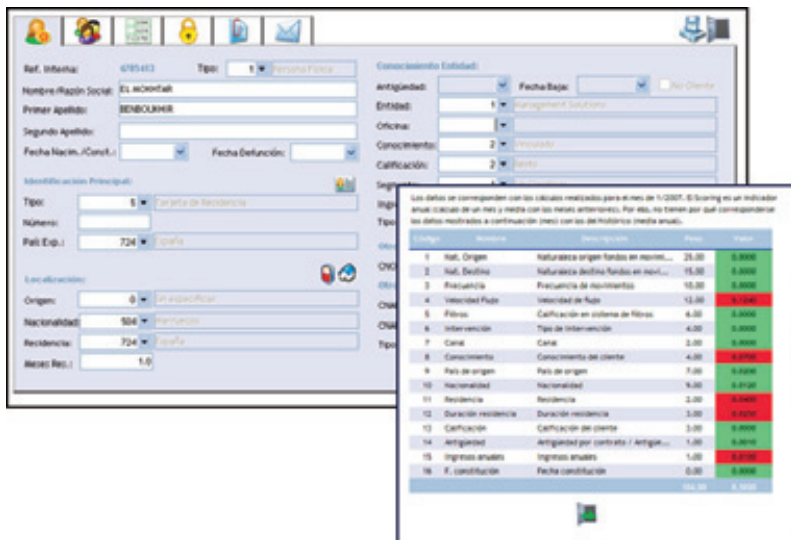 Ref. Interna: 4785413 Tipo: 1 Persona Física
Nombre/Razón Social: EL MOKHTAR
Primer Apellido: BENBOUKHIR
Segundo Apellido:
Fecha Nacim./Const.: Fecha Defunción:
Identificación Principal:
Tipo: 5 Tarjeta de Residencia
Número:
País Exp.: 724 España
Localización:
Origen: 0 Sin especificar
Nacionalidad: 504 Marruecos
Residencia: 724 España
Meses Res.: 1.0
Conocimiento Entidad:
Antigüedad: Fecha Baja: No Cliente
Entidad: 1 Management Solutions
Oficina:
Conocimiento: 2 Vinculado
Calificación: 2
Los datos se corresponden con los cálculos realizados para el mes de 1/2007. El Scoring es un indicador
anual (cálculo de un mes y media con los meses anteriores). Por ello, no tienen por qué corresponderse
los datos mostrados a continuación (mes) con los del histórico (media anual).
Código Nombre Descripción Peso Valor
1 Nat. Origen Naturaleza origen fondos en movimi... 25.00 0.0000
2 Nat. Destino Naturaleza destino fondos en movi... 15.00 0.0000
3 Frecuencia Frecuencia de movimientos 10.00 0.0000
4 Velocidad Flujo Velocidad de flujo 12.00
5 Filtros Calificación en sistema de filtros 6.00 0.0000
6 Intervención Tipo de Intervención 4.00 0.0000
7 Canal Canal 2.00 0.0000
8 Conocimiento Conocimiento del cliente 4.00
9 País de origen País de origen 7.00 0.0200
10 Nacionalidad Nacionalidad 9.00 0.0120
11 Residencia Residencia 2.00
12 Duración residencia Duración residencia 3.00
13 Calificación Calificación del cliente 3.00 0.0000
14 Antigüedad Antigüedad por contrato / Antigüe... 1.00 0.0010
15 Ingresos anuales Ingresos anuales 1.00
16 F. constitución Fecha constitución 0.00 0.0000